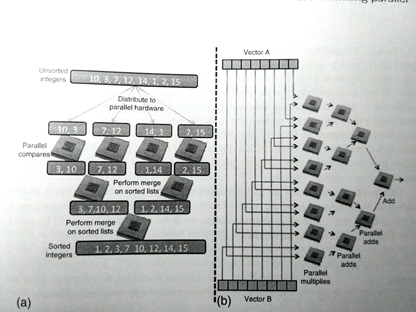 parallel
Unsorted
integers
10, 3, 7, 12, 14, 1, 2, 15
Distribute to
parallel hardware
10, 3
7, 12
14, 1
2, 15
Parallel
compares
3, 10
7, 12
1,14
2, 15
Perform merge
on sorted lists
3, 7,10, 12
1, 2, 14, 15
Perform merge
on sorted lists
Sorted
integers
1, 2, 3, 7 10, 12, 14, 15
(a)
Vector A
Add
Parallel
adds
Parallel
adds
Parallel
multiplies
Vector B
(b)